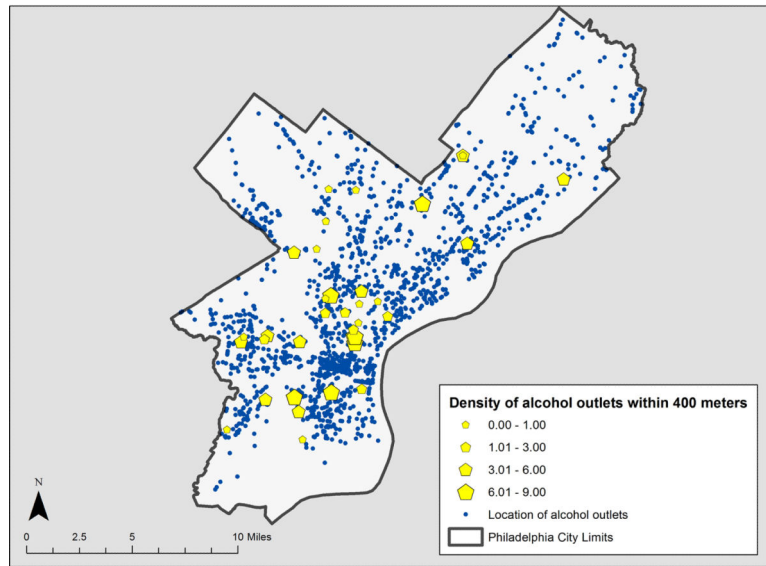 Density of alcohol outlets within 400 meters
0.00 - 1.00
1.01 - 3.00
3.01 - 6.00
6.01 - 9.00
Location of alcohol outlets
Philadelphia City Limits
N
0 2.5 5 10 Miles